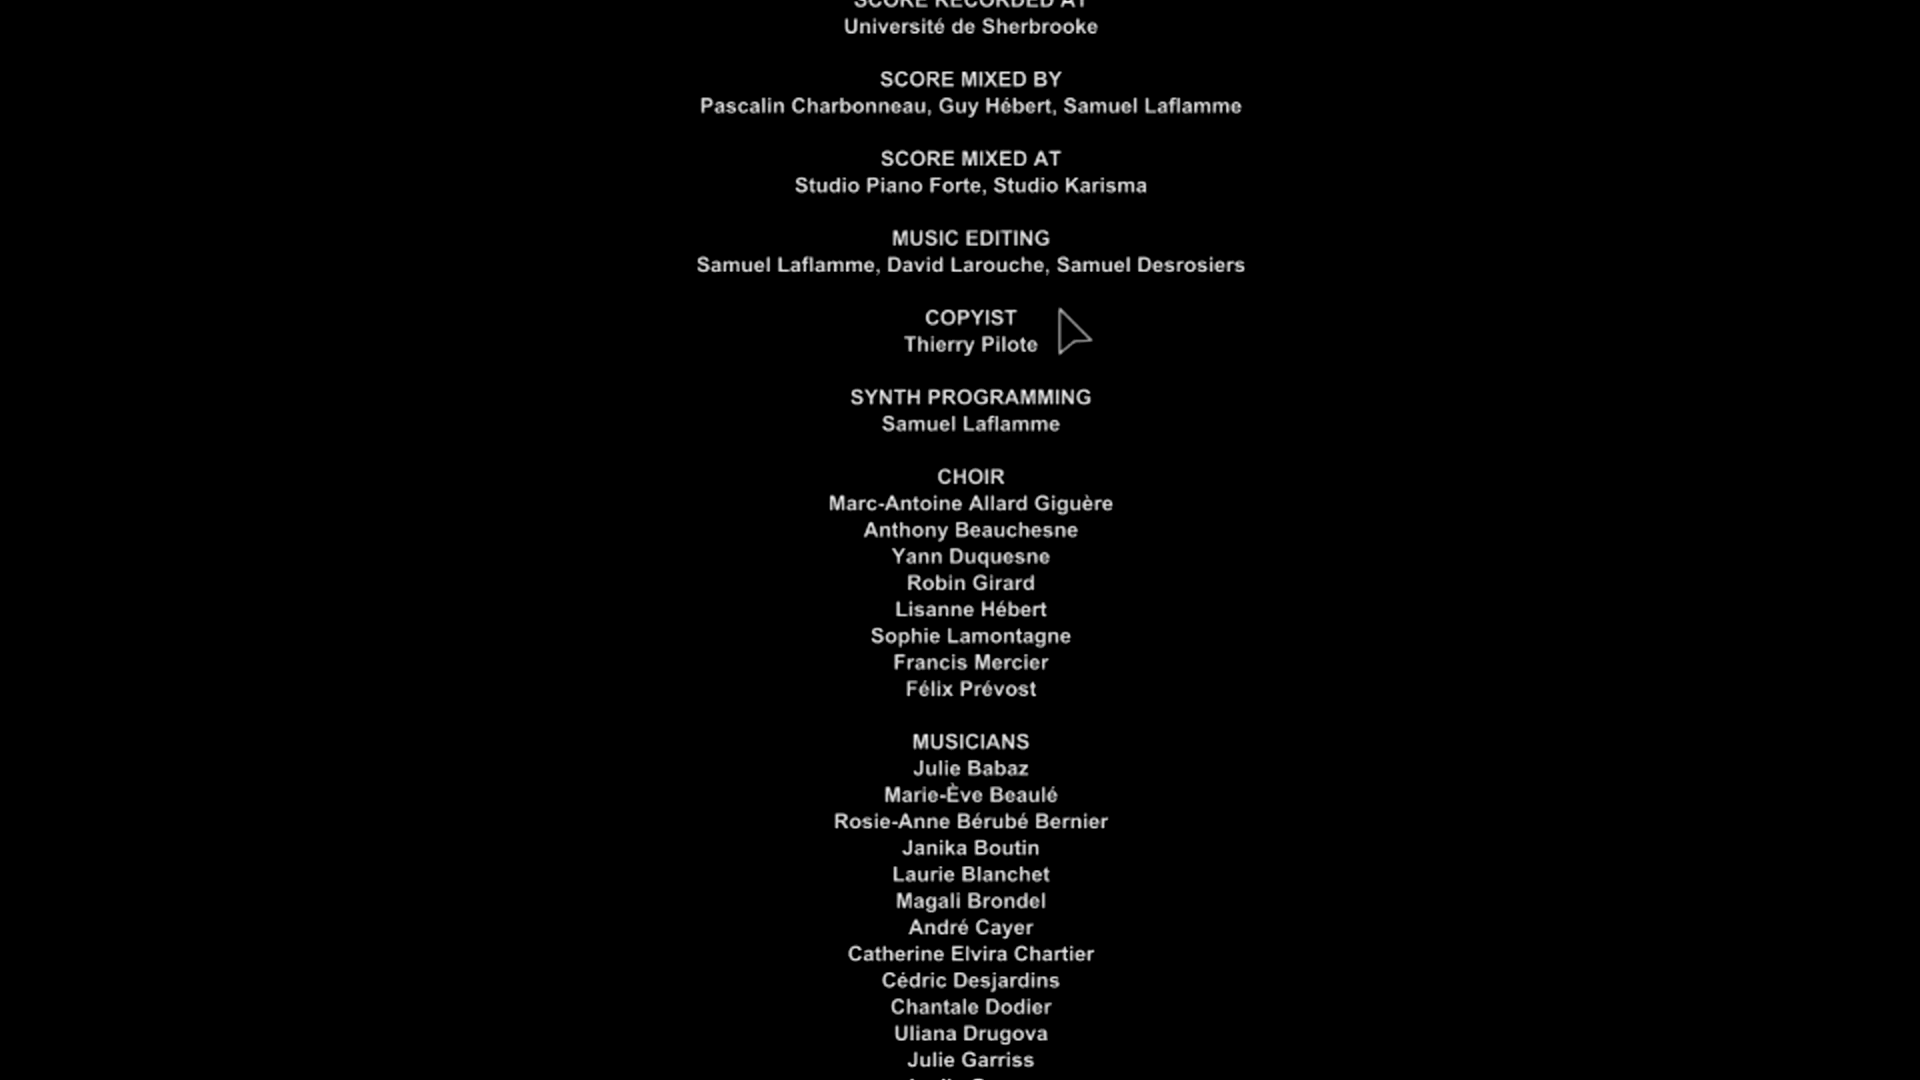 SCORE RECORDED AT
Université de Sherbrooke
SCORE MIXED BY
Pascalin Charbonneau, Guy Hébert, Samuel Laflamme
SCORE MIXED AT
Studio Piano Forte, Studio Karisma
MUSIC EDITING
Samuel Laflamme, David Larouche, Samuel Desrosiers
COPYIST
Thierry Pilote
SYNTH PROGRAMMING
Samuel Laflamme
CHOIR
Marc-Antoine Allard Giguère
Anthony Beauchesne
Yann Duquesne
Robin Girard
Lisanne Hébert
Sophie Lamontagne
Francis Mercier
Félix Prévost
MUSICIANS
Julie Babaz
Marie-Ève Beaulé
Rosie-Anne Bérubé Bernier
Janika Boutin
Laurie Blanchet
Magali Brondel
André Cayer
Catherine Elvira Chartier
Cédric Desjardins
Chantale Dodier
Uliana Drugova
Julie Garriss